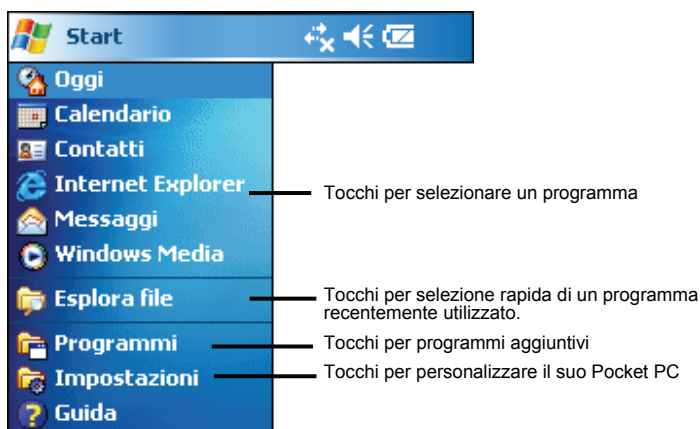 Start
Oggi
Calendario
Contatti
Internet Explorer
Tocchi per selezionare un programma
Messaggi
Windows Media
Esplora file
Tocchi per selezione rapida di un programma
recentemente utilizzato.
Programmi
Tocchi per programmi aggiuntivi
Impostazioni
Tocchi per personalizzare il suo Pocket PC
Guida